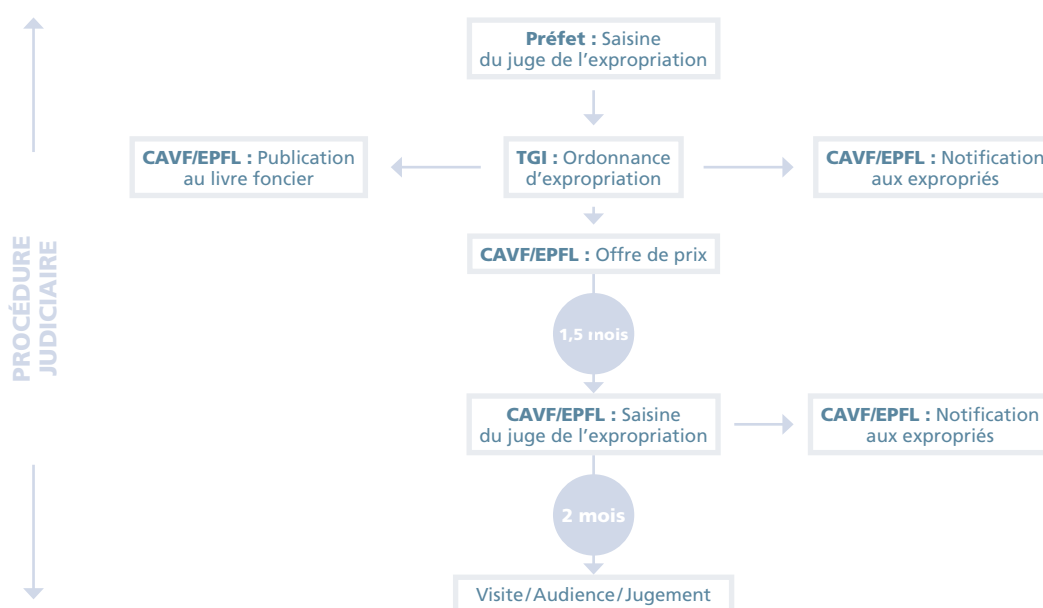 Préfet : Saisine
du juge de l’expropriation
CAVF/EPFL : Publication
au livre foncier
TGI : Ordonnance
d’expropriation
CAVF/EPFL : Notification
aux expropriés
CAVF/EPFL : Offre de prix
PROCÉDURE
JUDICIAIRE
1,5 mois
CAVF/EPFL : Saisine
du juge de l’expropriation
CAVF/EPFL : Notification
aux expropriés
2 mois
Visite/Audience/Jugement